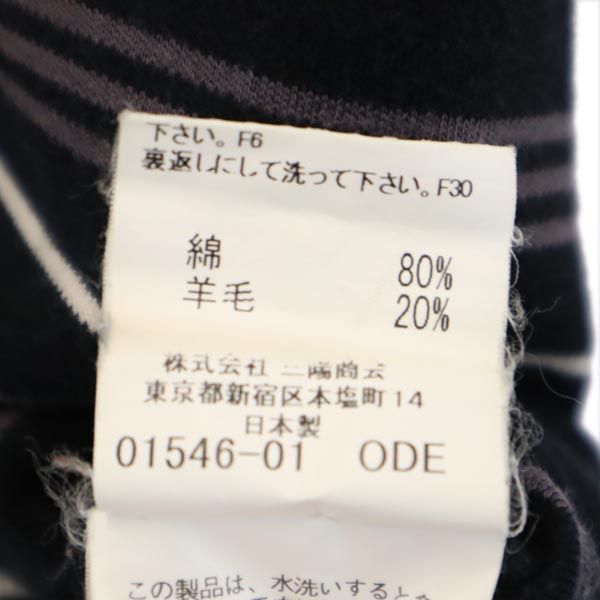 下さい。F6
裏返しにして洗って下さい。F30
綿 80%
羊毛 20%
株式会社 三陽商会
東京都新宿区本塩町14
日本製
01546-01 ODE
この製品は、水洗いすると